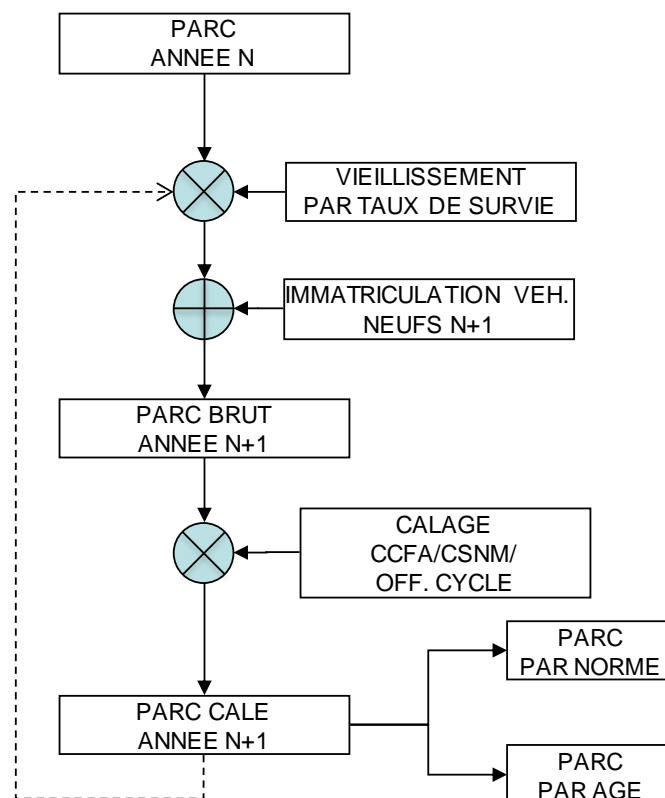 PARC
ANNEE N
VIEILLISSEMENT
PAR TAUX DE SURVIE
IMMATRICULATION VEH.
NEUFS N+1
PARC BRUT
ANNEE N+1
CALAGE
CCFA/CSNM/
OFF. CYCLE
PARC
PAR NORME
PARC CALE
ANNEE N+1
PARC
PAR AGE